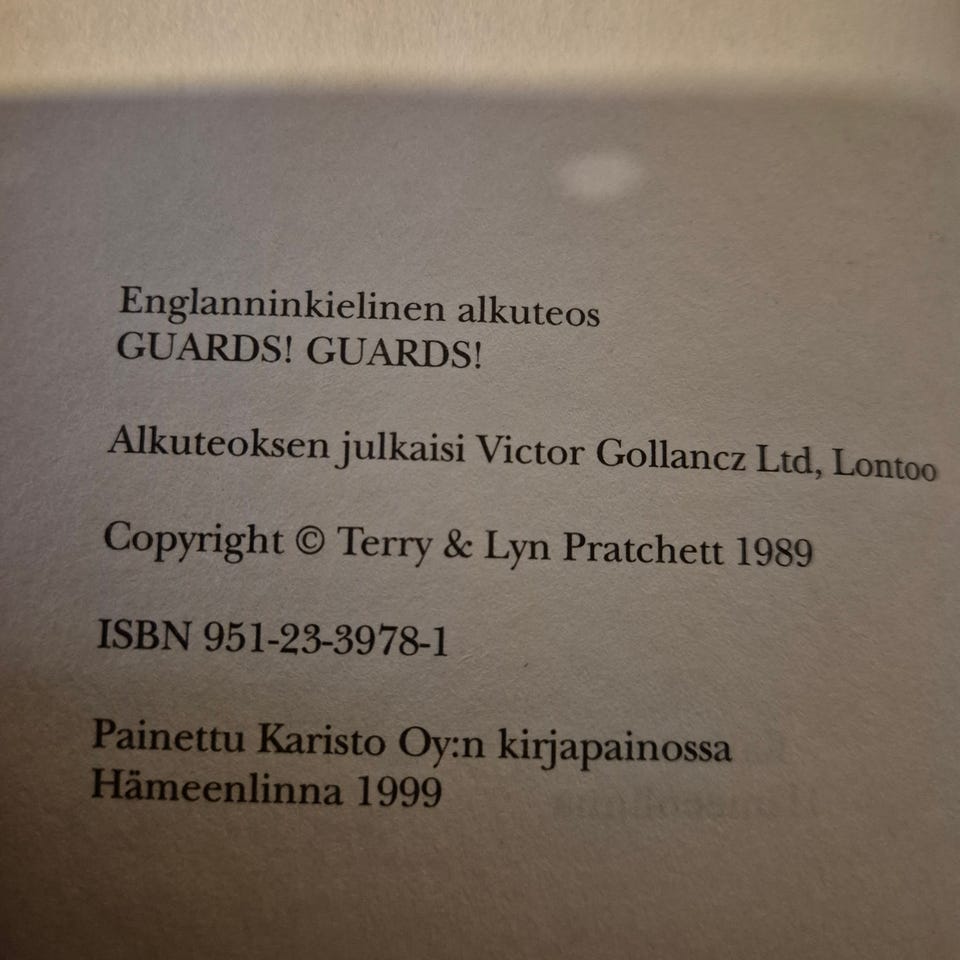 Englanninkielinen alkuteos
GUARDS! GUARDS!
Alkuteoksen julkaisi Victor Gollancz Ltd, Lontoo
Copyright © Terry & Lyn Pratchett 1989
ISBN 951-23-3978-1
Painettu Karisto Oy:n kirjapainossa
Hämeenlinna 1999